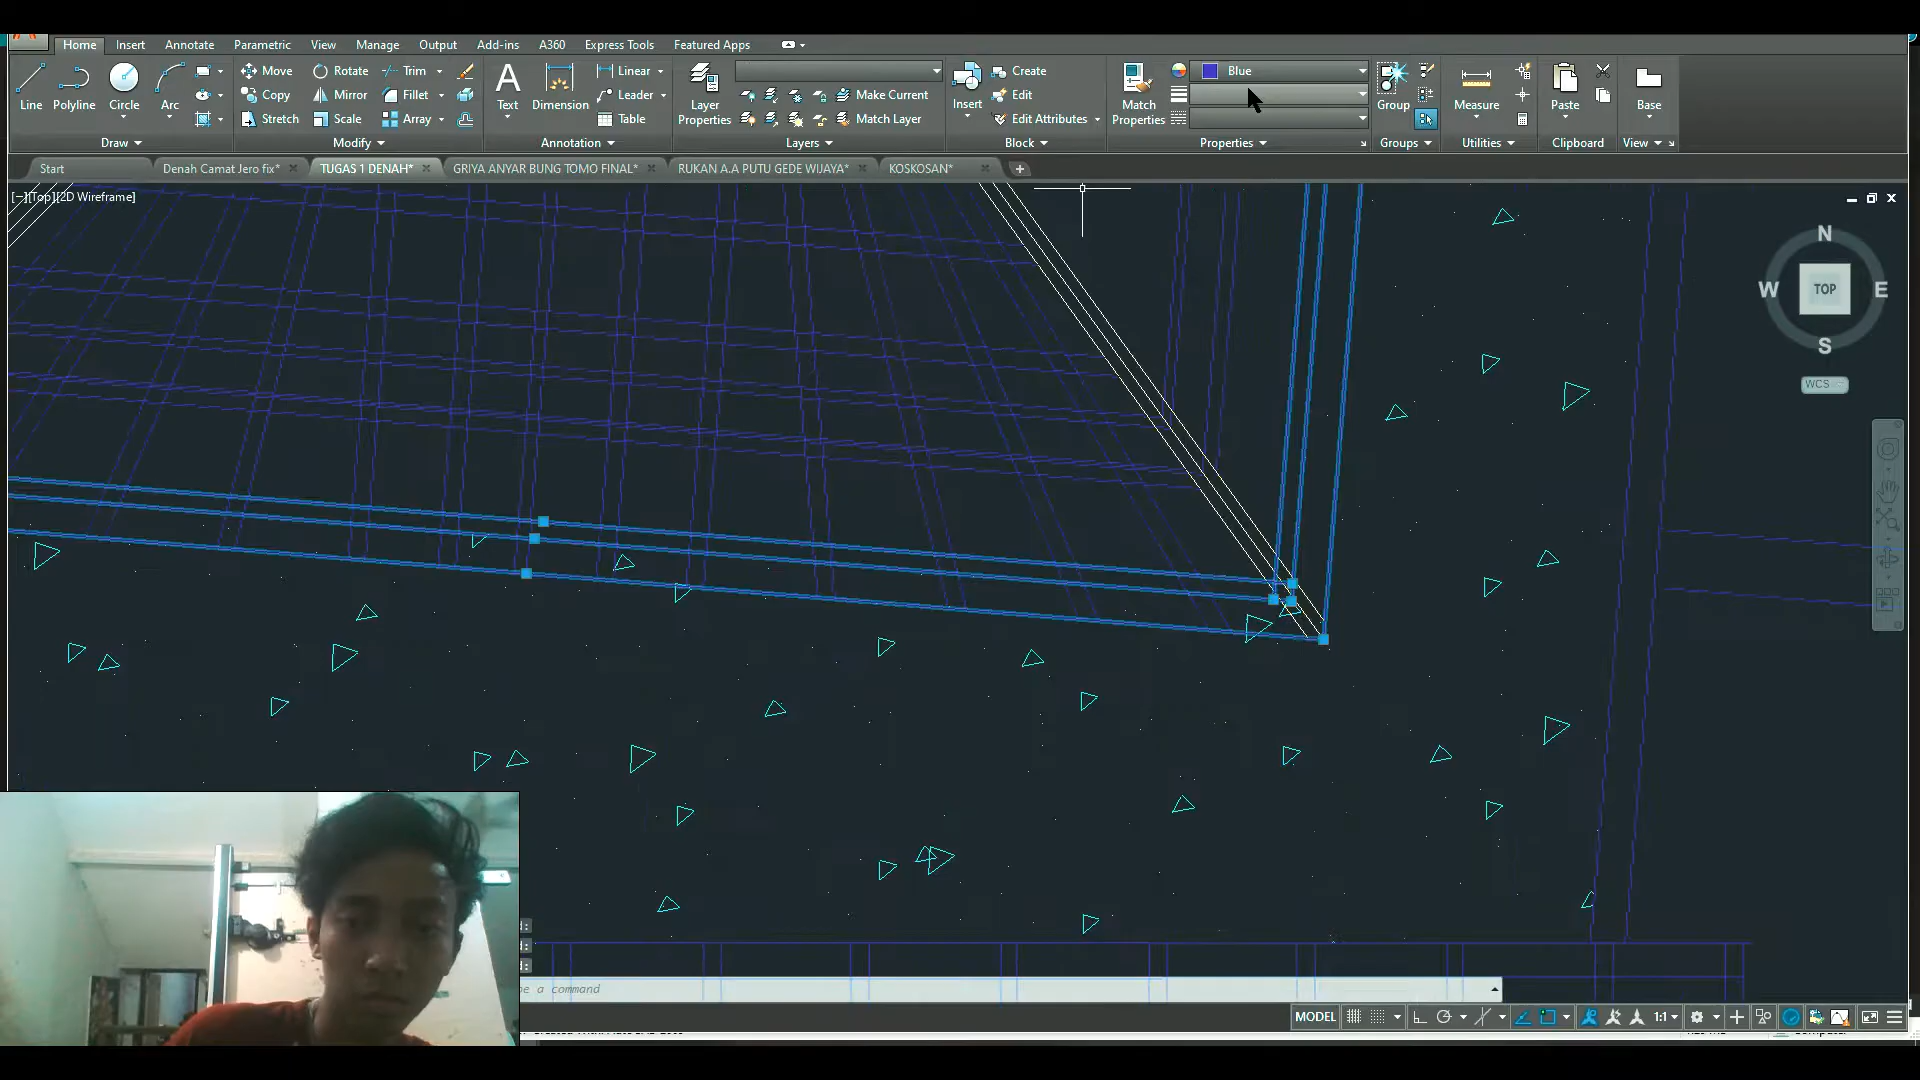 Home Insert Annotate Parametric View Manage Output Add-ins A360 Express Tools Featured Apps
Line Polyline Circle Arc
Move Rotate Trim
Copy Mirror Fillet
Stretch Scale Array
Text Dimension
Linear
Leader
Table
Layer Properties
Make Current
Match Layer
Insert
Create
Edit
Edit Attributes
Match Properties
Blue
Group
Measure
Paste
Base
Draw Modify Annotation Layers Block Properties Groups Utilities Clipboard View
Start Denah Camat Jero fix* TUGAS 1 DENAH* GRIYA ANYAR BUNG TOMO FINAL* RUKAN A.A PUTU GEDE WIJAYA* KOSKOSAN*
[−][Top][2D Wireframe]
N
W TOP E
S
WCS
d:
d:
d:
e a command
MODEL 1:1